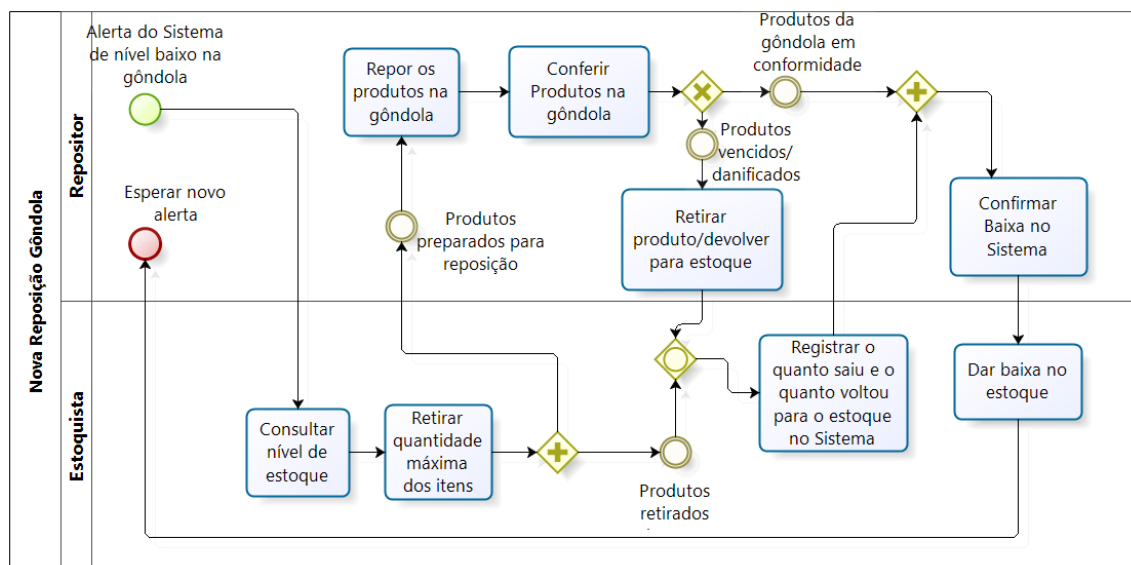 Nova Reposição Gôndola
Repositor
Alerta do Sistema
de nível baixo na
gôndola
Esperar novo
alerta
Repor os
produtos na
gôndola
Conferir
Produtos na
gôndola
Produtos da
gôndola em
conformidade
Produtos
vencidos/
danificados
Produtos
preparados para
reposição
Retirar
produto/devolver
para estoque
Confirmar
Baixa no
Sistema
Estoquista
Consultar
nível de
estoque
Retirar
quantidade
máxima
dos itens
Produtos
retirados
Registrar o
quanto saiu e o
quanto voltou
para o estoque
no Sistema
Dar baixa no
estoque